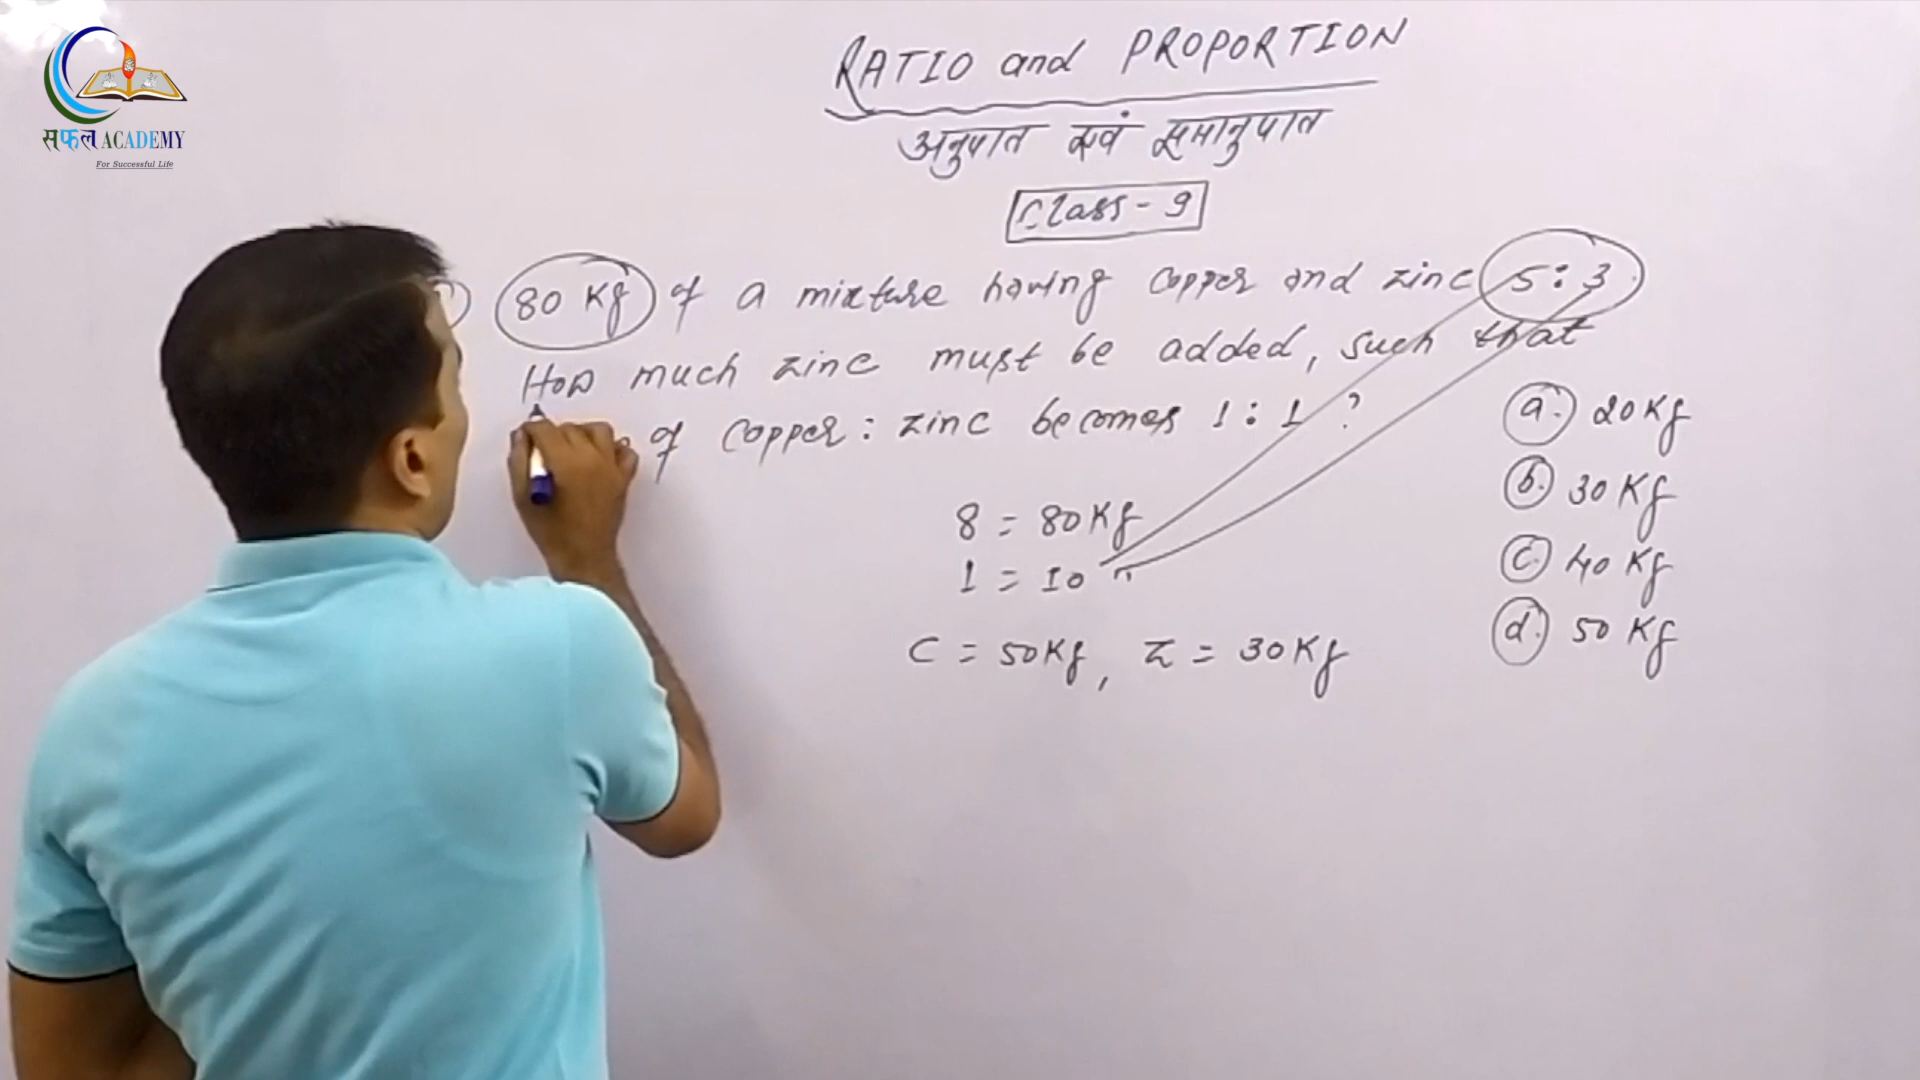 सफल ACADEMY
For Successful Life
RATIO and PROPORTION
अनुपात एवं समानुपात
Class - 9
80 Kg of a mixture having Copper and zinc 5 : 3.
How much zinc must be added, such that
of Copper : zinc becomes 1 : 1 ?
a. 20 Kg
b. 30 Kg
c. 40 Kg
d. 50 Kg
8 = 80 Kg
1 = 10 "
C = 50 Kg, Z = 30 Kg